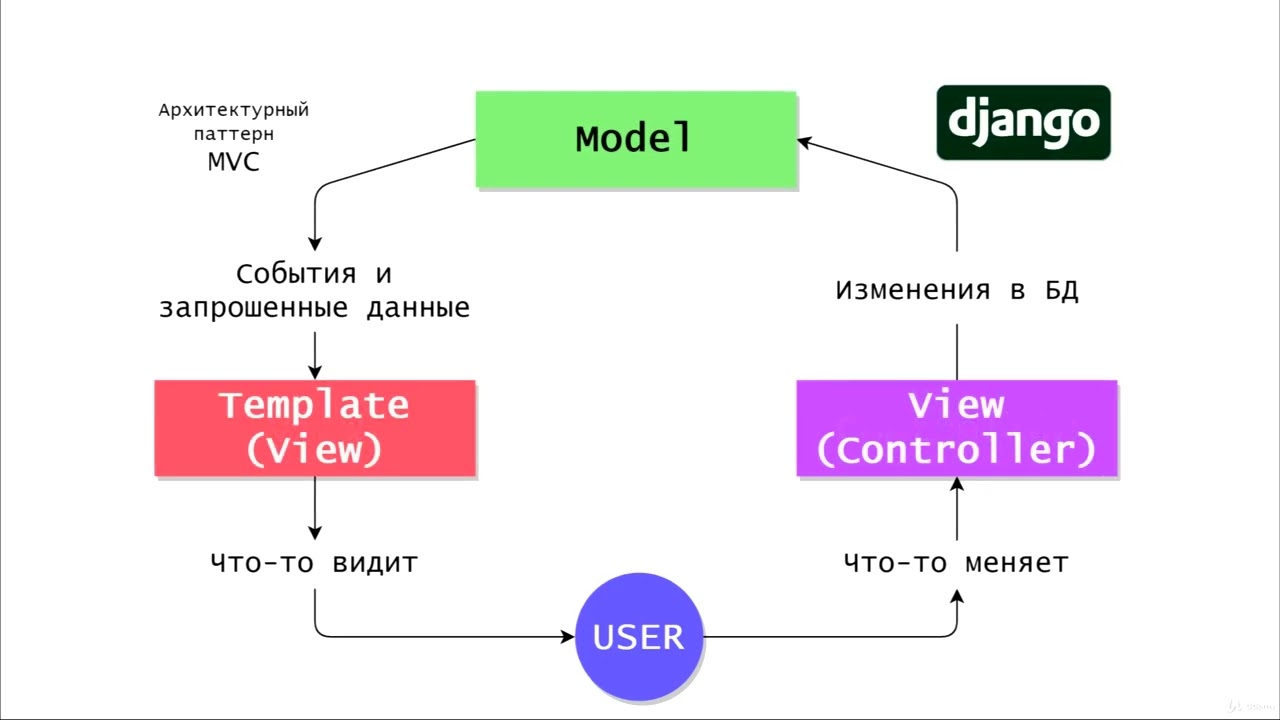 Архитектурный
паттерн
MVC
Model
django
События и
запрошенные данные
Изменения в БД
Template
(View)
View
(Controller)
Что-то видит
Что-то меняет
USER